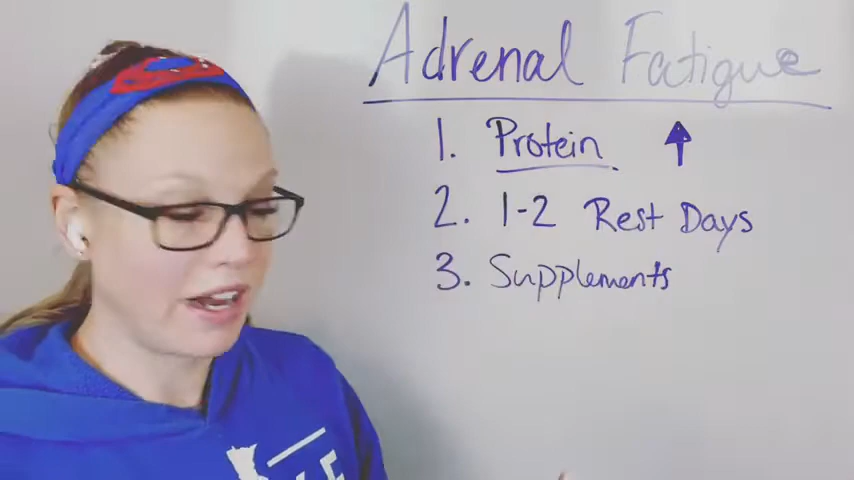 Adrenal Fatigue
1. Protein ↑
2. 1-2 Rest Days
3. Supplements